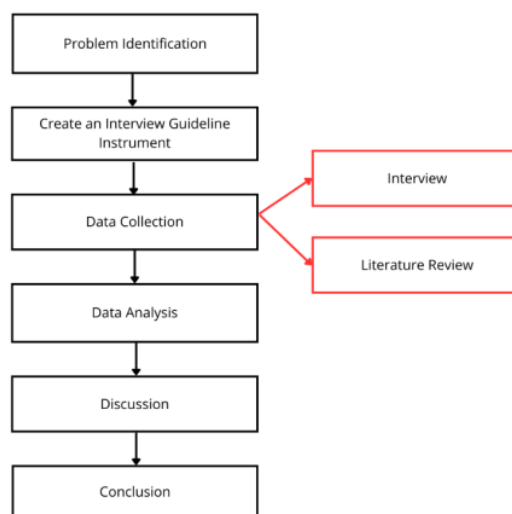 Problem Identification
Create an Interview Guideline
Instrument
Interview
Data Collection
Literature Review
Data Analysis
Discussion
Conclusion